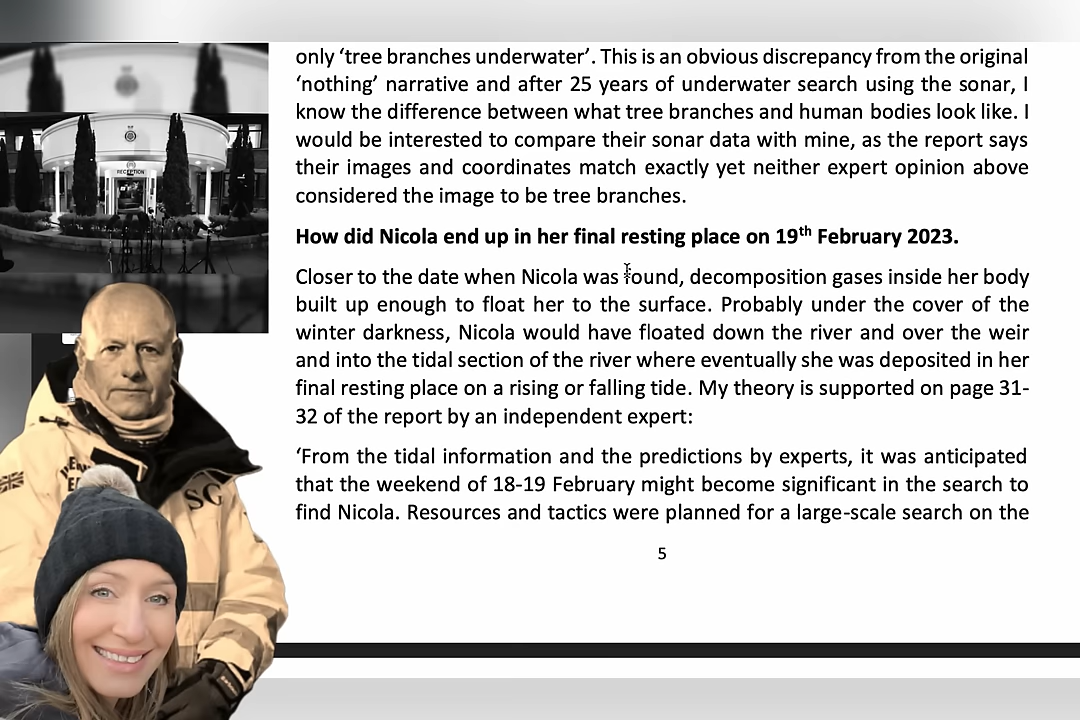 only ‘tree branches underwater’. This is an obvious discrepancy from the original
‘nothing’ narrative and after 25 years of underwater search using the sonar, I
know the difference between what tree branches and human bodies look like. I
would be interested to compare their sonar data with mine, as the report says
their images and coordinates match exactly yet neither expert opinion above
considered the image to be tree branches.
How did Nicola end up in her final resting place on 19th February 2023.
Closer to the date when Nicola was found, decomposition gases inside her body
built up enough to float her to the surface. Probably under the cover of the
winter darkness, Nicola would have floated down the river and over the weir
and into the tidal section of the river where eventually she was deposited in her
final resting place on a rising or falling tide. My theory is supported on page 31-
32 of the report by an independent expert:
‘From the tidal information and the predictions by experts, it was anticipated
that the weekend of 18-19 February might become significant in the search to
find Nicola. Resources and tactics were planned for a large-scale search on the
5
RECEPTION
SG